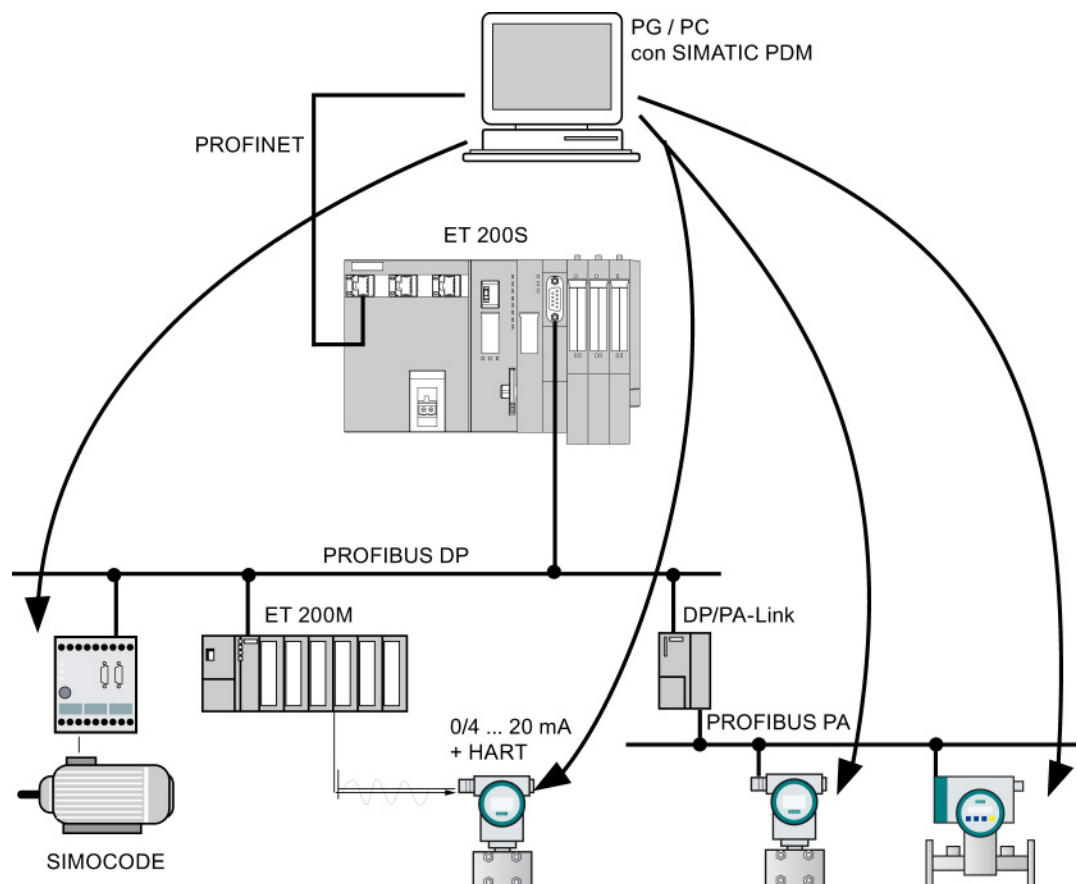 PG / PC
con SIMATIC PDM
PROFINET
ET 200S
PROFIBUS DP
ET 200M
DP/PA-Link
0/4 ... 20 mA
+ HART
PROFIBUS PA
SIMOCODE